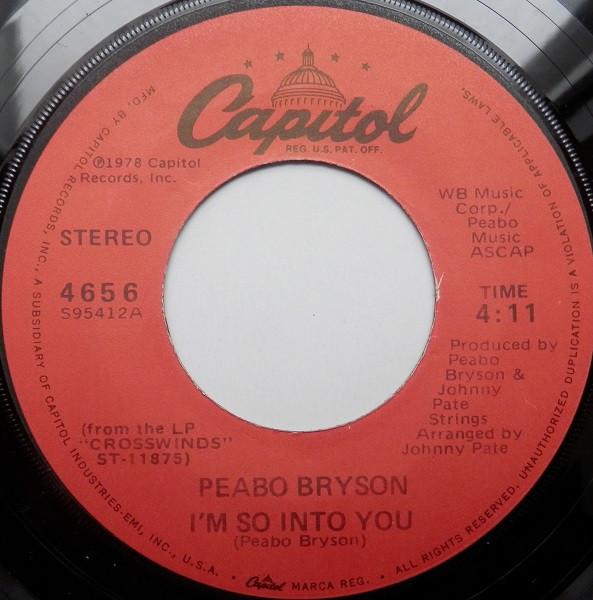 Capitol
REG. U.S. PAT. OFF.
℗1978 Capitol
Records, Inc.
STEREO
4656
S95412A
WB Music
Corp./
Peabo
Music
ASCAP
TIME
4:11
Produced by
Peabo
Bryson &
Johnny
Pate
Strings
Arranged by
Johnny Pate
(from the LP
"CROSSWINDS"
ST-11875)
PEABO BRYSON
I'M SO INTO YOU
(Peabo Bryson)
MFD. BY CAPITOL RECORDS, INC., A SUBSIDIARY OF CAPITOL INDUSTRIES-EMI, INC., U.S.A. • Capitol MARCA REG. • ALL RIGHTS RESERVED. UNAUTHORIZED DUPLICATION IS A VIOLATION OF APPLICABLE LAWS.